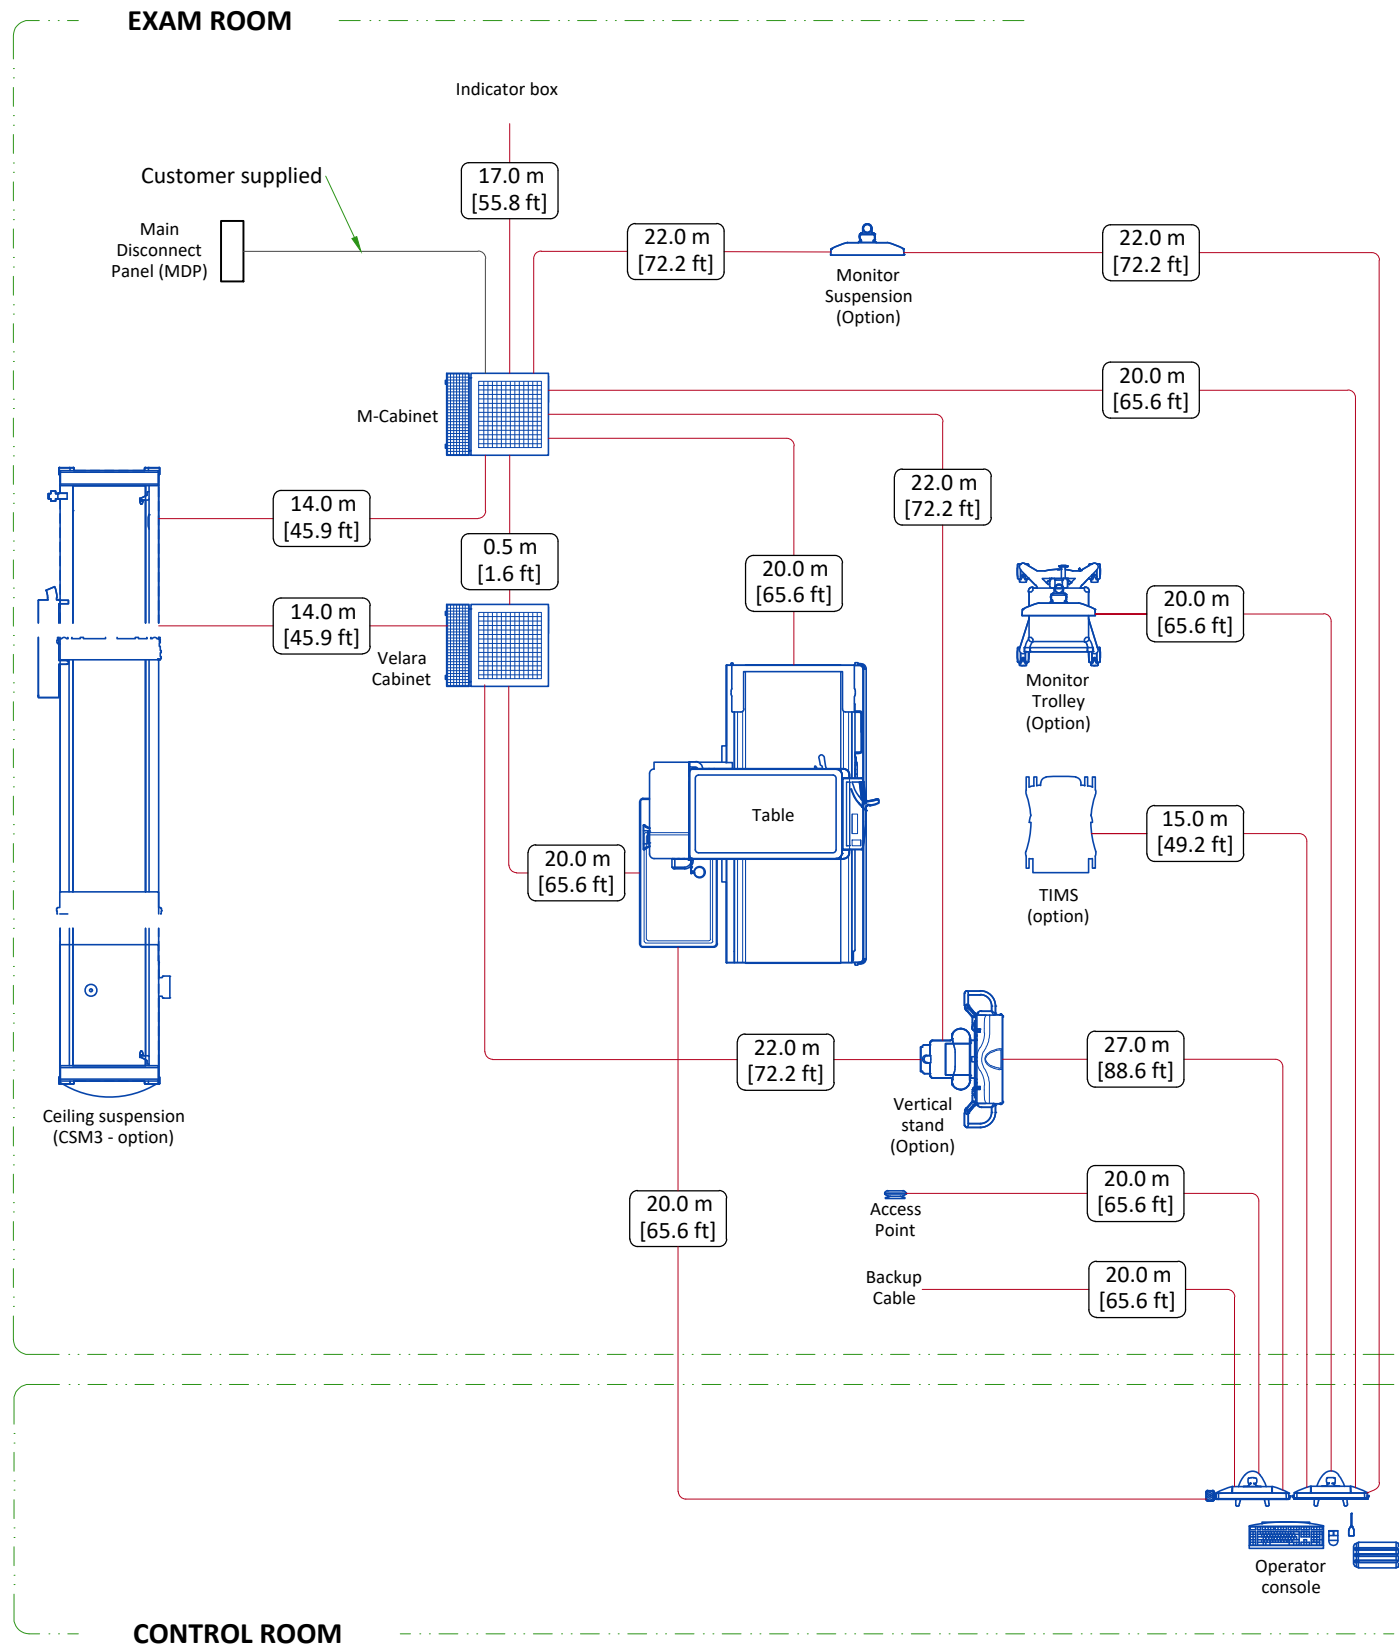 EXAM ROOM
Indicator box
17.0 m
[55.8 ft]
Customer supplied
Main
Disconnect
Panel (MDP)
22.0 m
[72.2 ft]
Monitor
Suspension
(Option)
22.0 m
[72.2 ft]
M-Cabinet
20.0 m
[65.6 ft]
14.0 m
[45.9 ft]
22.0 m
[72.2 ft]
0.5 m
[1.6 ft]
20.0 m
[65.6 ft]
14.0 m
[45.9 ft]
Velara
Cabinet
20.0 m
[65.6 ft]
Monitor
Trolley
(Option)
Table
15.0 m
[49.2 ft]
TIMS
(option)
20.0 m
[65.6 ft]
22.0 m
[72.2 ft]
27.0 m
[88.6 ft]
Vertical
stand
(Option)
Ceiling suspension
(CSM3 - option)
20.0 m
[65.6 ft]
Access
Point
20.0 m
[65.6 ft]
Backup
Cable
20.0 m
[65.6 ft]
Operator
console
CONTROL ROOM